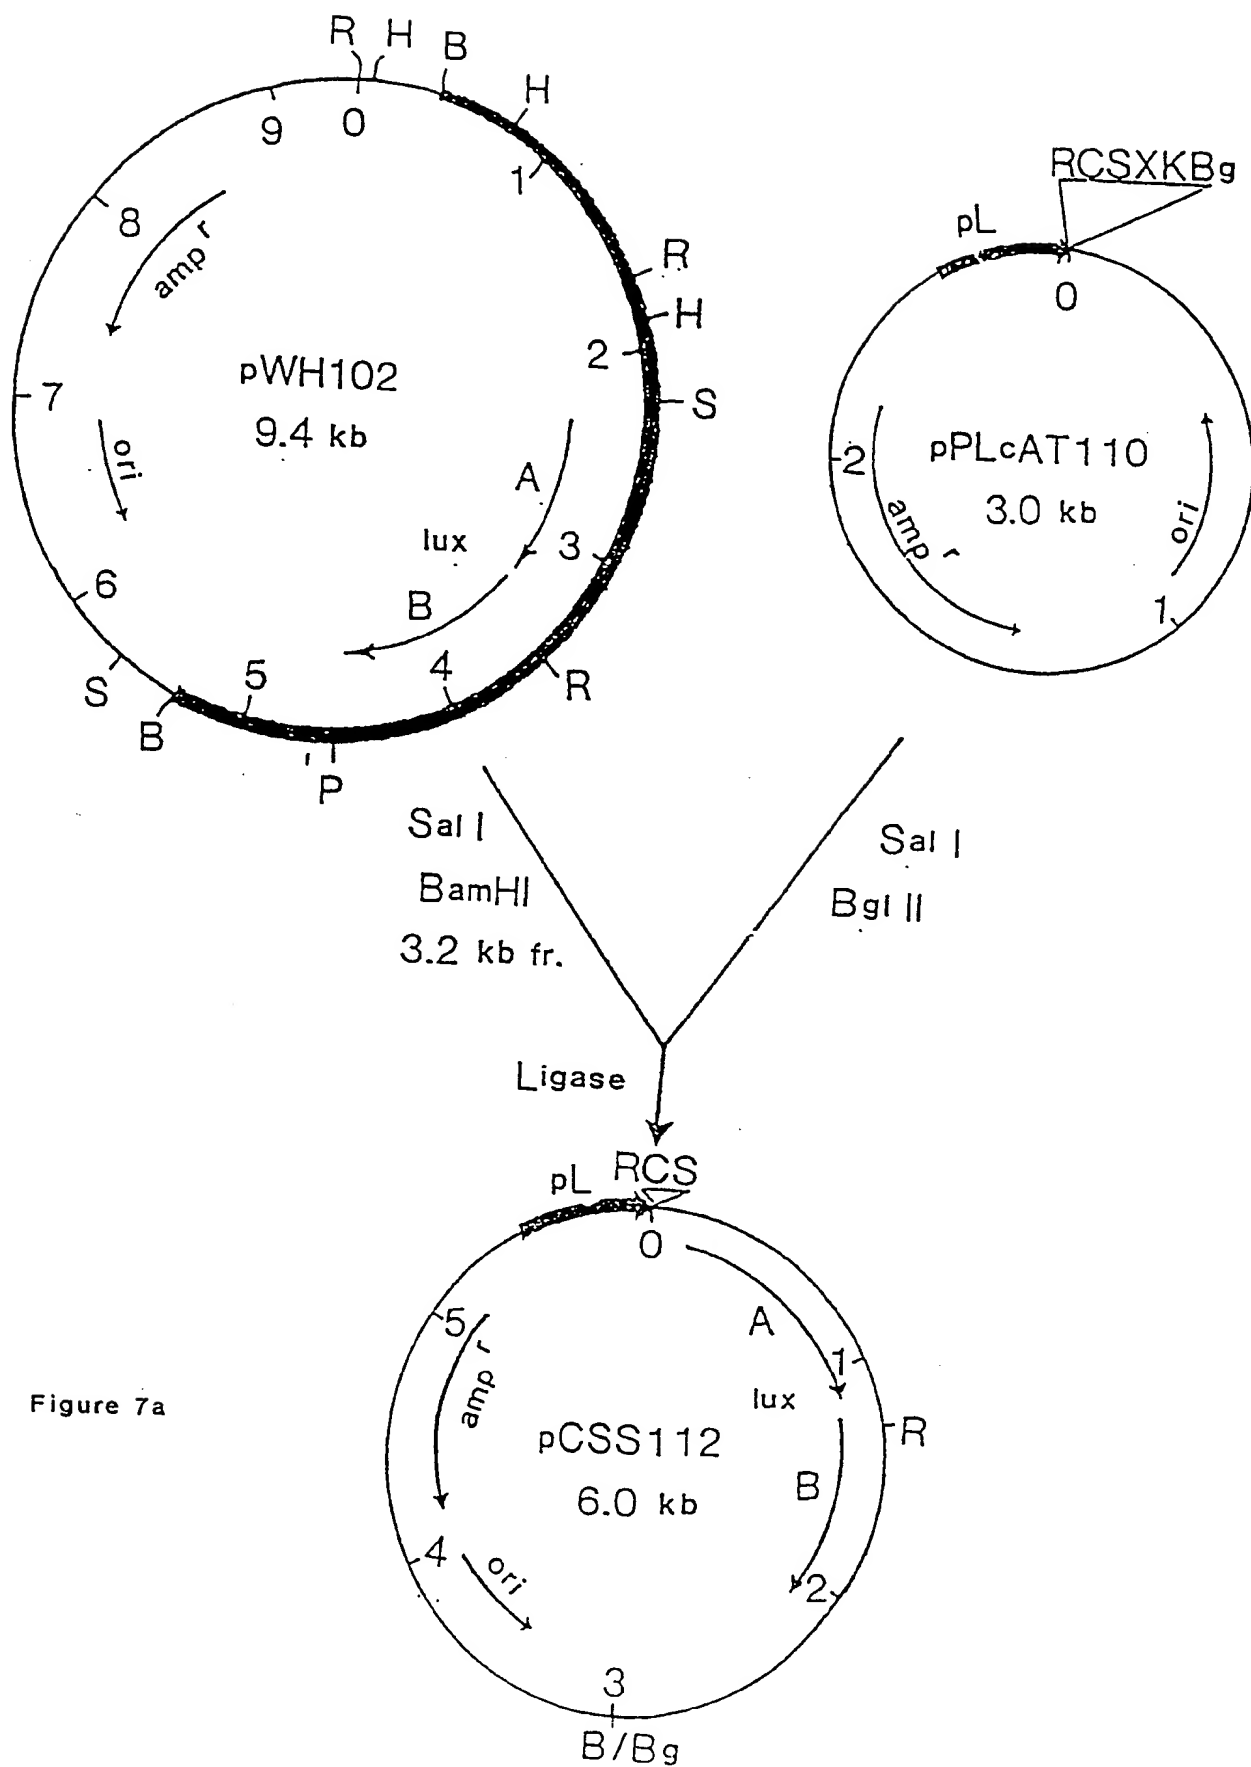 R H B
H
9 0
1
RCSXKBg
8
amp r
R
pL
H
0
2
pWH102
7
S
9.4 kb
pPLcAT110
2
ori
A
3.0 kb
amp r
ori
lux
3
6
B
1
4
5
R
S
B
P
Sal I
Sal I
BamHI
Bgl II
3.2 kb fr.
Ligase
pL RCS
0
A
5
amp r
1
Figure 7a
lux
R
pCSS112
B
6.0 kb
4
ori
2
3
B/Bg